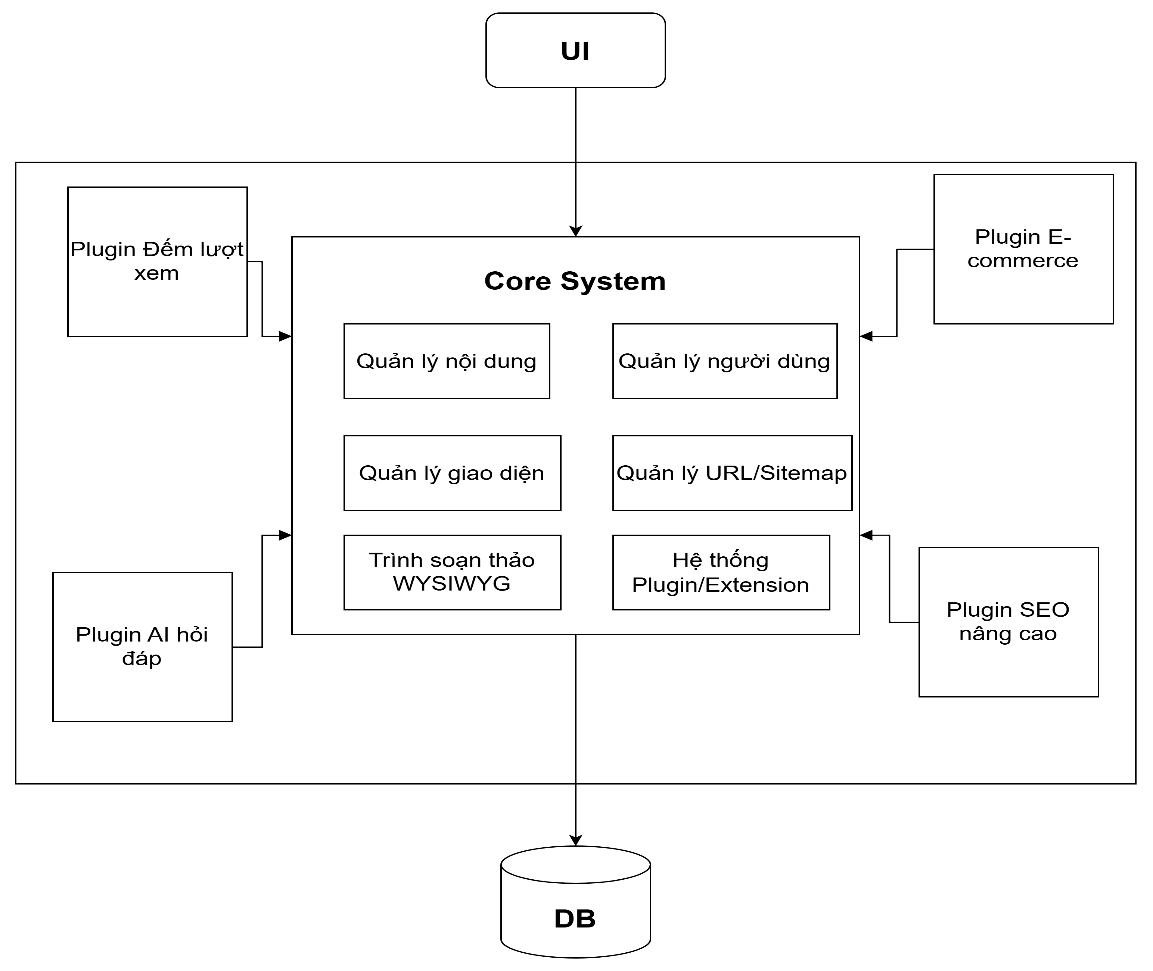 UI
Plugin Đếm lượt
xem
Plugin E-
commerce
Core System
Quản lý nội dung
Quản lý người dùng
Quản lý giao diện
Quản lý URL/Sitemap
Trình soạn thảo
WYSIWYG
Hệ thống
Plugin/Extension
Plugin AI hỏi
đáp
Plugin SEO
nâng cao
DB